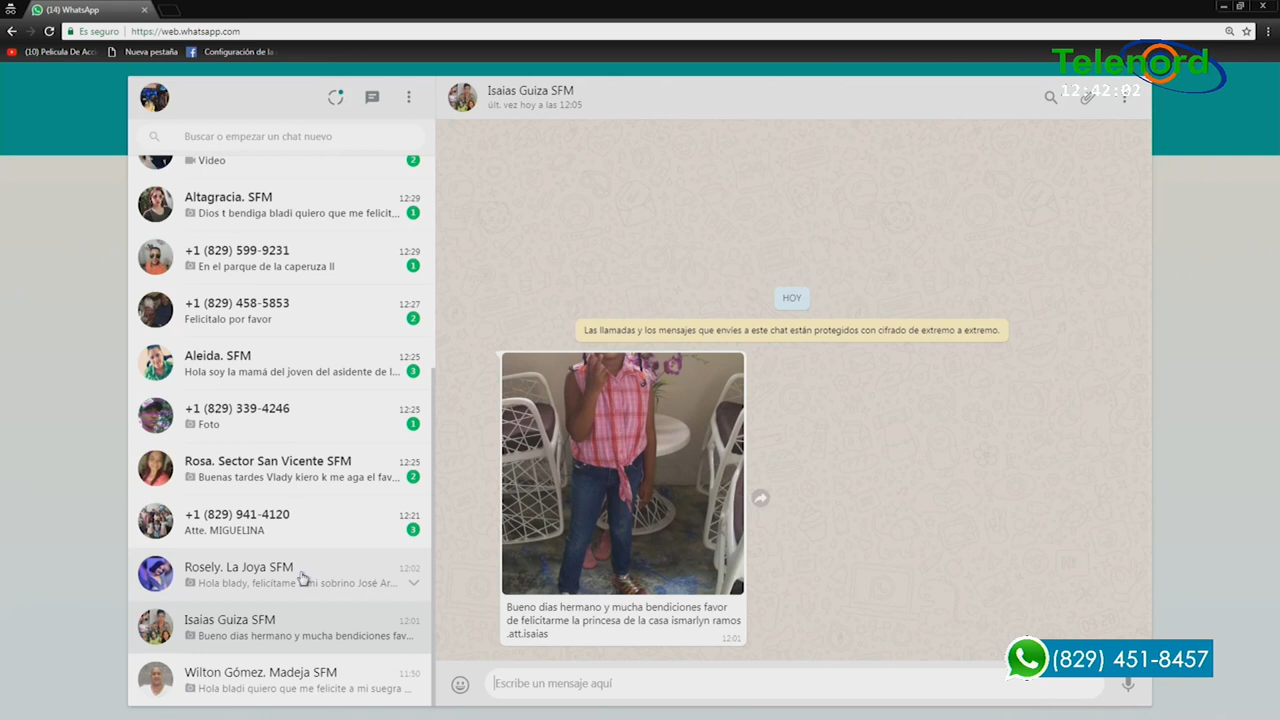 (14) WhatsApp
Es seguro
https://web.whatsapp.com
(10) Pelicula De Acc
Nueva pestaña
Configuración de la
Telenord
12:42:02
Isaias Guiza SFM
últ. vez hoy a las 12:05
Buscar o empezar un chat nuevo
Video
2
Altagracia. SFM
12:29
Dios t bendiga bladi quiero que me felicit...
1
+1 (829) 599-9231
12:29
En el parque de la caperuza II
1
+1 (829) 458-5853
12:27
Felicitalo por favor
2
Aleida. SFM
12:25
Hola soy la mamá del joven del asidente de l...
3
+1 (829) 339-4246
12:25
Foto
1
Rosa. Sector San Vicente SFM
12:25
Buenas tardes Vlady kiero k me aga el fav...
2
+1 (829) 941-4120
12:21
Atte. MIGUELINA
3
Rosely. La Joya SFM
12:02
Hola blady, felicítame mi sobrino José Ar...
Isaias Guiza SFM
12:01
Bueno dias hermano y mucha bendiciones fav...
Wilton Gómez. Madeja SFM
11:50
Hola bladi quiero que me felicite a mi suegra ...
HOY
Las llamadas y los mensajes que envíes a este chat están protegidos con cifrado de extremo a extremo.
Bueno dias hermano y mucha bendiciones favor
de felicitarme la princesa de la casa ismarlyn ramos
.att.isaias
12:01
Escribe un mensaje aquí
(829) 451-8457